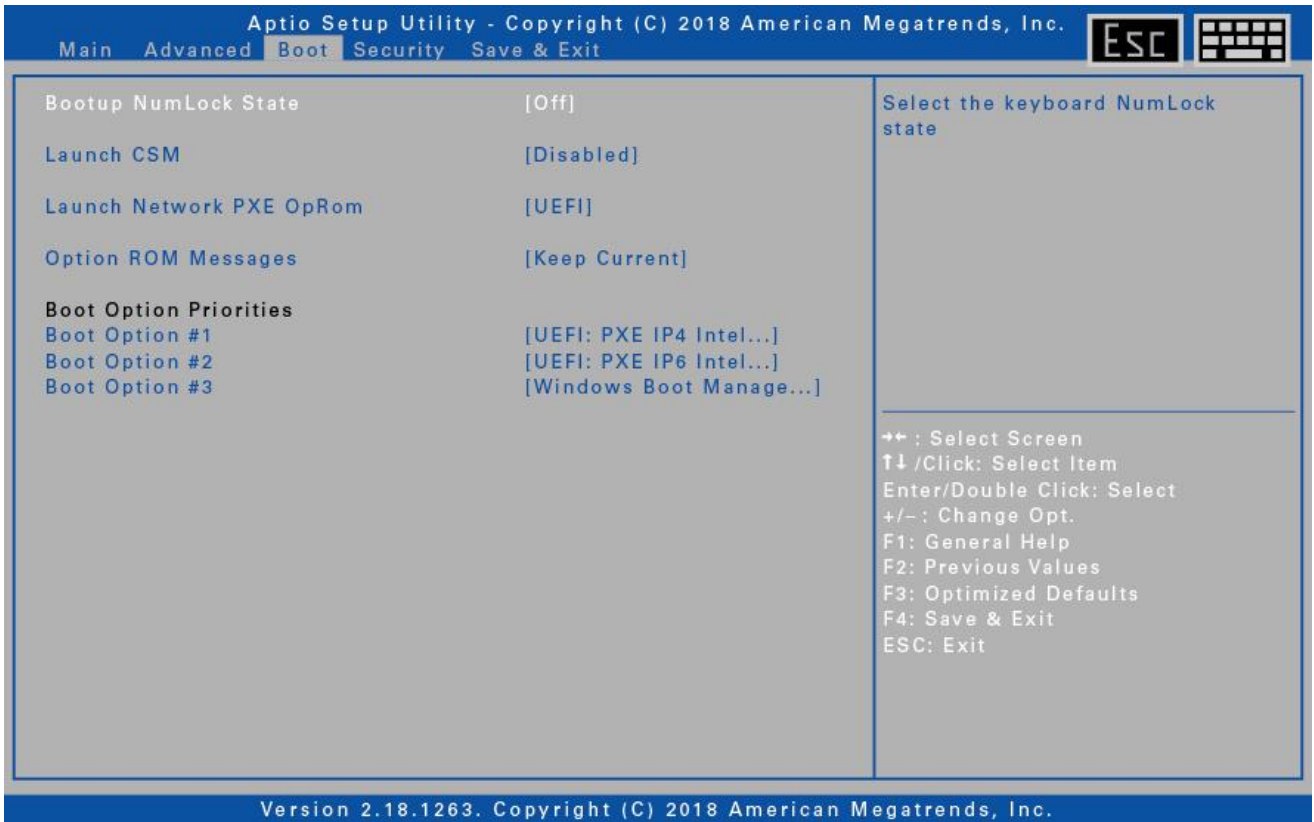 Aptio Setup Utility - Copyright (C) 2018 American Megatrends, Inc.
Esc
Main Advanced Boot Security Save & Exit
Bootup NumLock State [Off]
Launch CSM [Disabled]
Launch Network PXE OpRom [UEFI]
Option ROM Messages [Keep Current]
Boot Option Priorities
Boot Option #1 [UEFI: PXE IP4 Intel...]
Boot Option #2 [UEFI: PXE IP6 Intel...]
Boot Option #3 [Windows Boot Manage...]
Select the keyboard NumLock
state
→← : Select Screen
↑↓ /Click: Select Item
Enter/Double Click: Select
+/– : Change Opt.
F1: General Help
F2: Previous Values
F3: Optimized Defaults
F4: Save & Exit
ESC: Exit
Version 2.18.1263. Copyright (C) 2018 American Megatrends, Inc.